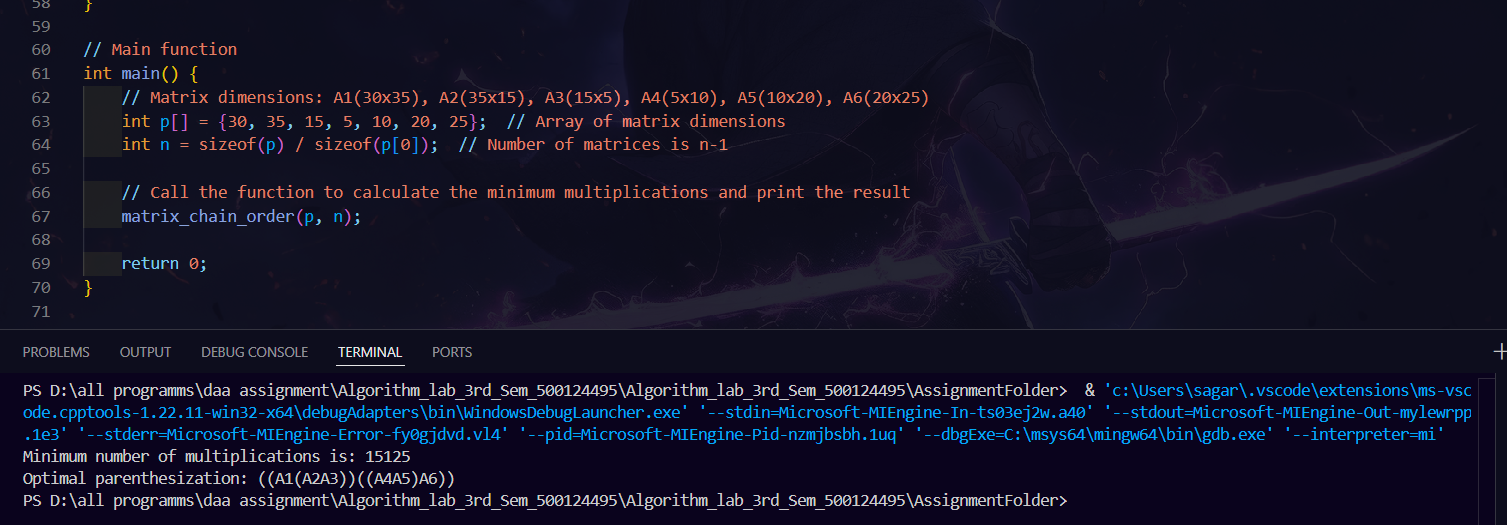 58 }
59
60 // Main function
61 int main() {
62     // Matrix dimensions: A1(30x35), A2(35x15), A3(15x5), A4(5x10), A5(10x20), A6(20x25)
63     int p[] = {30, 35, 15, 5, 10, 20, 25};  // Array of matrix dimensions
64     int n = sizeof(p) / sizeof(p[0]);  // Number of matrices is n-1
65
66     // Call the function to calculate the minimum multiplications and print the result
67     matrix_chain_order(p, n);
68
69     return 0;
70 }
71
PROBLEMS OUTPUT DEBUG CONSOLE TERMINAL PORTS +
PS D:\all programms\daa assignment\Algorithm_lab_3rd_Sem_500124495\Algorithm_lab_3rd_Sem_500124495\AssignmentFolder>  & 'c:\Users\sagar\.vscode\extensions\ms-vsc
ode.cpptools-1.22.11-win32-x64\debugAdapters\bin\WindowsDebugLauncher.exe' '--stdin=Microsoft-MIEngine-In-ts03ej2w.a40' '--stdout=Microsoft-MIEngine-Out-mylewrpp
.1e3' '--stderr=Microsoft-MIEngine-Error-fy0gjdvd.vl4' '--pid=Microsoft-MIEngine-Pid-nzmjbsbh.1uq' '--dbgExe=C:\msys64\mingw64\bin\gdb.exe' '--interpreter=mi'
Minimum number of multiplications is: 15125
Optimal parenthesization: ((A1(A2A3))((A4A5)A6))
PS D:\all programms\daa assignment\Algorithm_lab_3rd_Sem_500124495\Algorithm_lab_3rd_Sem_500124495\AssignmentFolder>